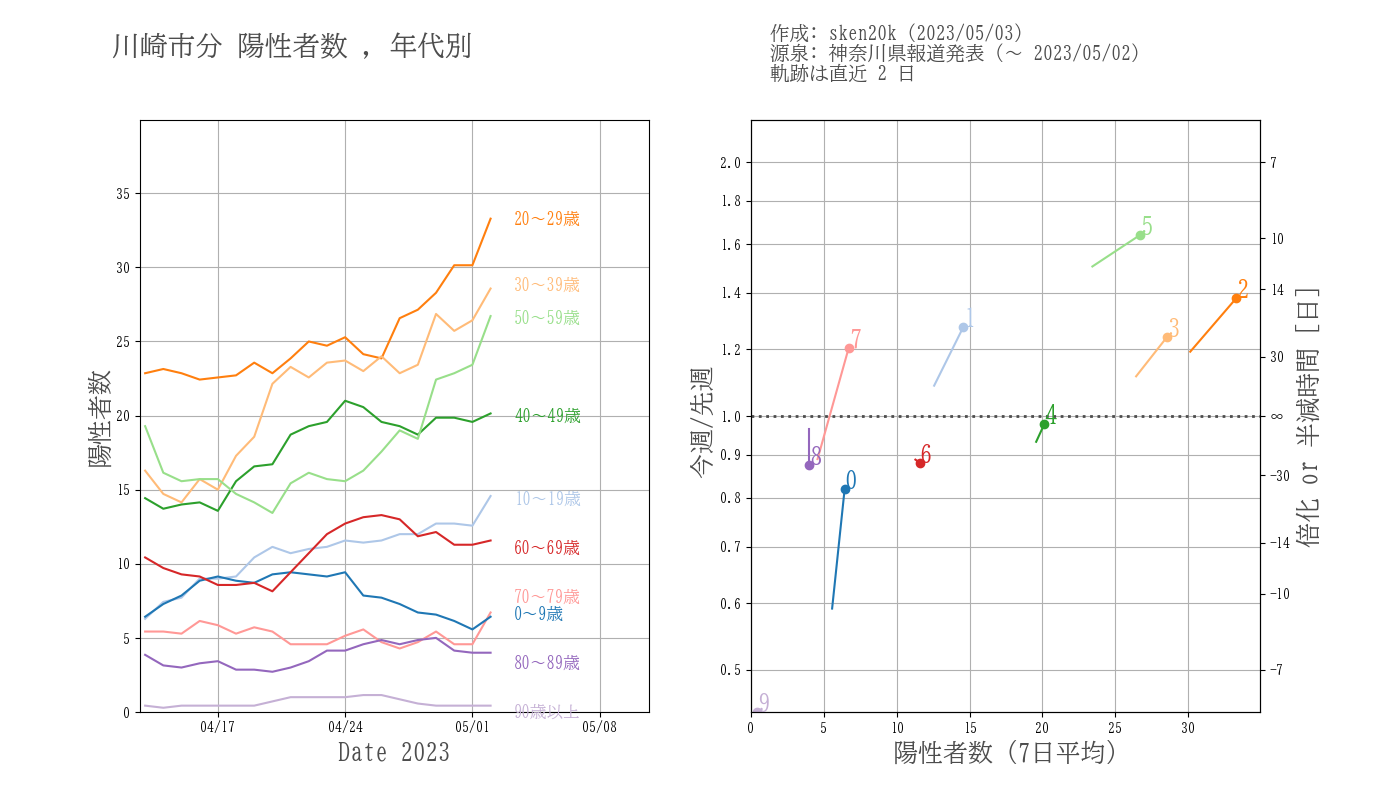 川崎市分 陽性者数 , 年代別
作成: sken20k (2023/05/03)
源泉: 神奈川県報道発表 (～ 2023/05/02)
軌跡は直近 2 日
陽性者数
35
30
25
20
15
10
5
0
04/17
04/24
05/01
05/08
Date 2023
20～29歳
30～39歳
50～59歳
40～49歳
10～19歳
60～69歳
70～79歳
0～9歳
80～89歳
90歳以上
今週/先週
2.0
1.8
1.6
1.4
1.2
1.0
0.9
0.8
0.7
0.6
0.5
0
5
10
15
20
25
30
陽性者数 (7日平均)
5
2
1
3
7
4
6
8
0
9
7
10
14
30
∞
−30
−14
−10
−7
倍化 or 半減時間 [日]